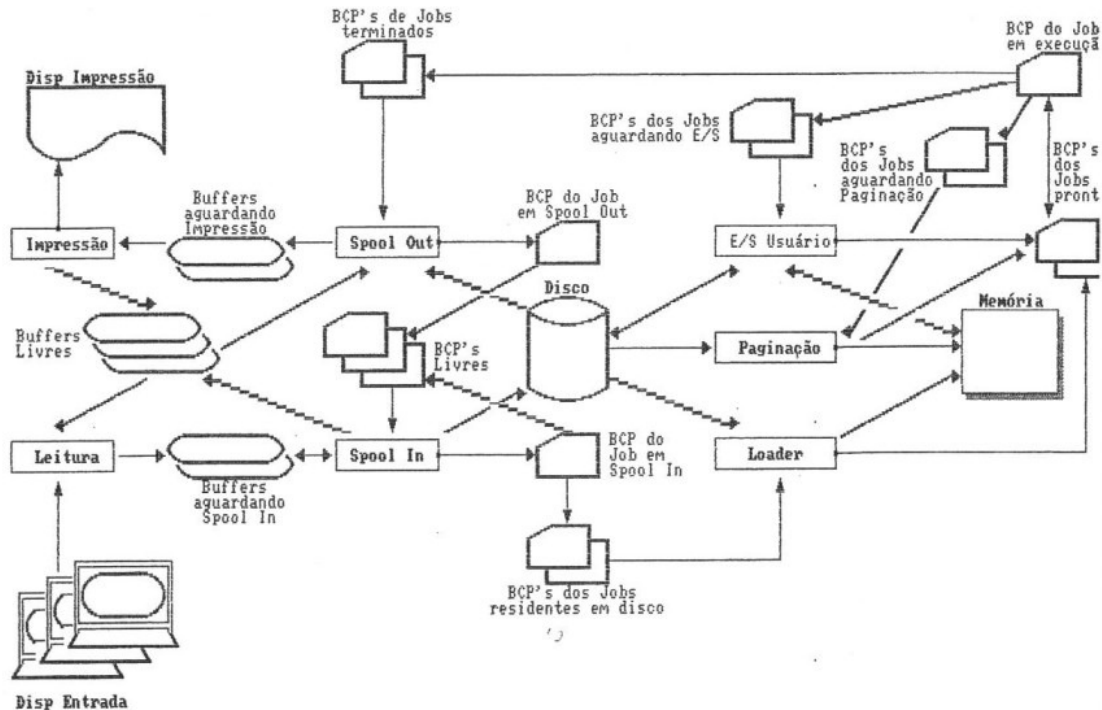 BCP's de Jobs
terminados
BCP do Job
em execuçã
Disp Impressão
BCP's dos Jobs
aguardando E/S
BCP's
dos Jobs
aguardando
Paginação
BCP's
dos
Jobs
pront
Buffers
aguardando
Impressão
BCP do Job
em Spool Out
Impressão
Spool Out
E/S Usuário
Disco
Memória
Buffers
Livres
BCP's
Livres
Paginação
Leitura
Spool In
BCP do
Job em
Spool In
Loader
Buffers
aguardando
Spool In
BCP's dos Jobs
residentes em disco
Disp Entrada